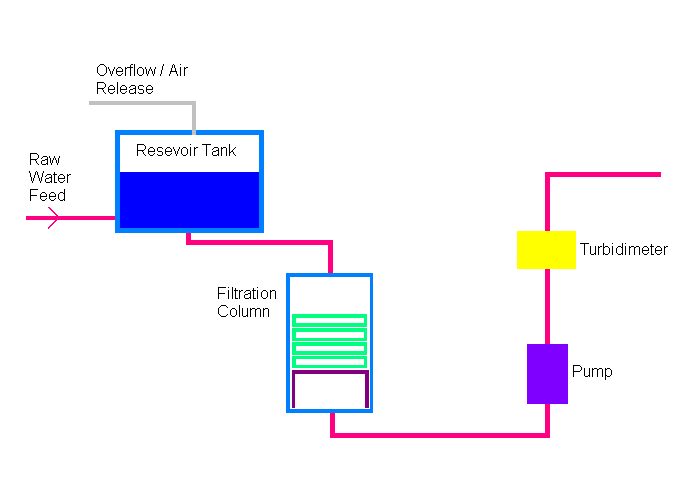 Overflow / Air
Release
Resevoir Tank
Raw
Water
Feed
Turbidimeter
Filtration
Column
Pump